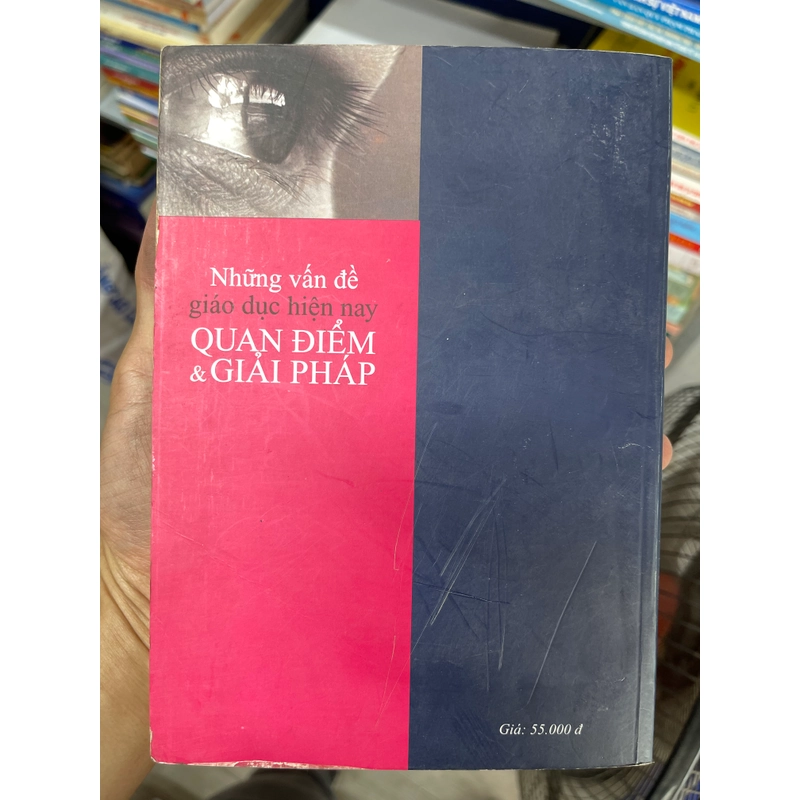 Những vấn đề
giáo dục hiện nay
QUAN ĐIỂM
& GIẢI PHÁP
Giá: 55.000 đ